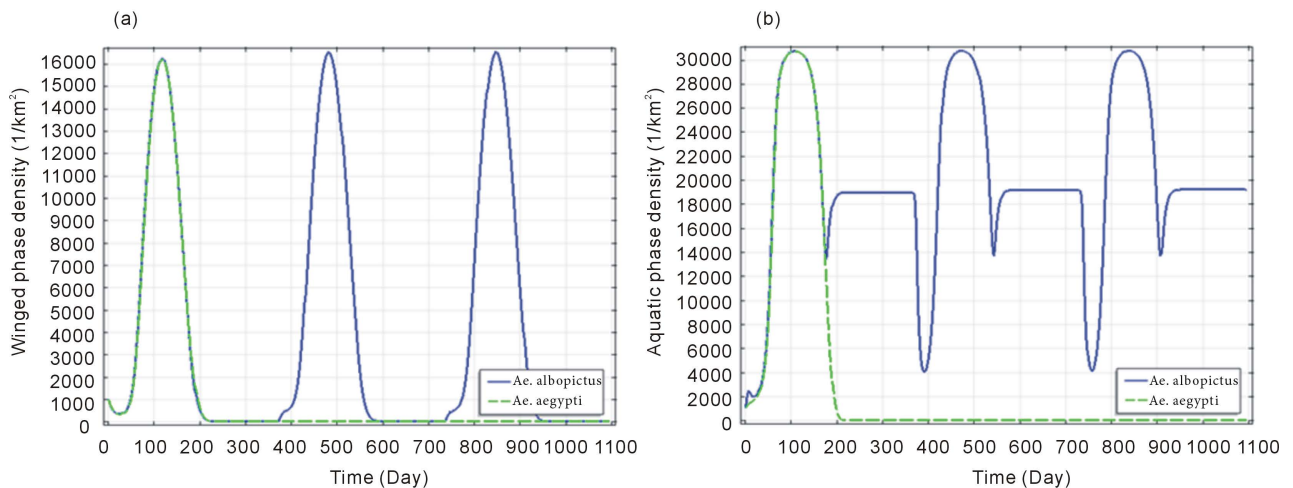 (a)
Winged phase density (1/km²)
16000
15000
14000
13000
12000
11000
10000
9000
8000
7000
6000
5000
4000
3000
2000
1000
0
0 100 200 300 400 500 600 700 800 900 1000 1100
Time (Day)
Ae. albopictus
Ae. aegypti
(b)
Aquatic phase density (1/km²)
30000
28000
26000
24000
22000
20000
18000
16000
14000
12000
10000
8000
6000
4000
2000
0
0 100 200 300 400 500 600 700 800 900 1000 1100
Time (Day)
Ae. albopictus
Ae. aegypti